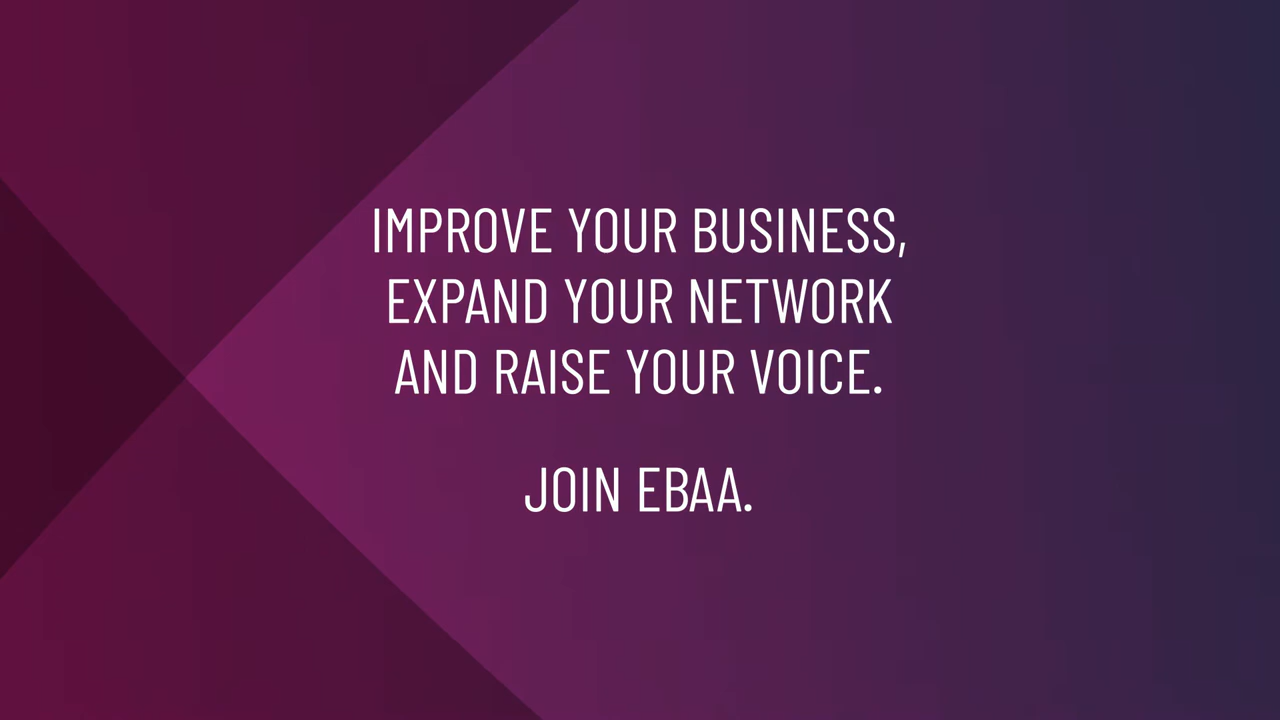 IMPROVE YOUR BUSINESS,
EXPAND YOUR NETWORK
AND RAISE YOUR VOICE.
JOIN EBAA.